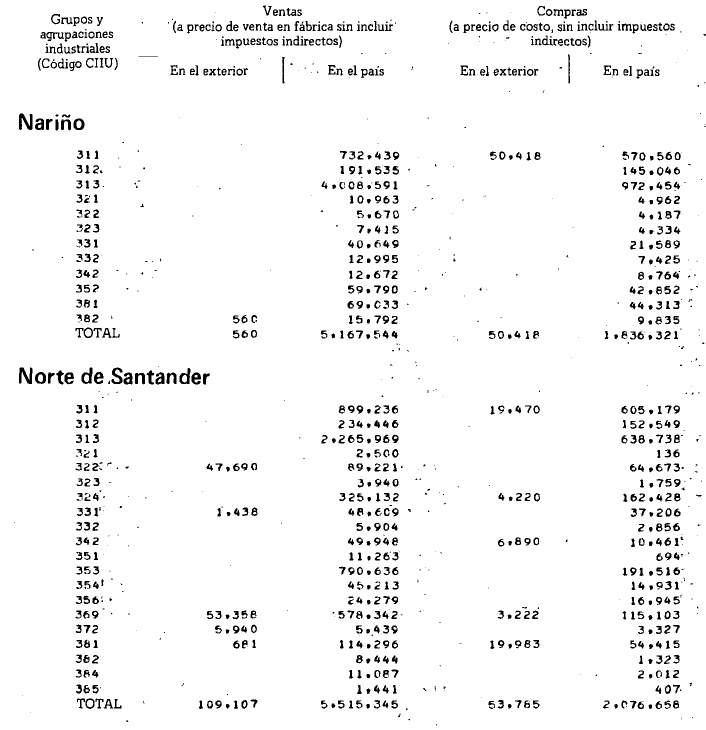 Grupos y agrupaciones industriales (Código CIIU)
Ventas (a precio de venta en fábrica sin incluir impuestos indirectos)
Compras (a precio de costo, sin incluir impuestos indirectos)
En el exterior En el país En el exterior En el país
Nariño
311 732,439 50,418 570,560
312 191,535 145,046
313 4,008,591 972,454
321 10,963 4,962
322 5,670 4,187
323 7,415 4,334
331 40,649 21,589
332 12,995 7,425
342 12,672 8,764
352 59,790 42,852
381 69,033 44,313
382 560 15,792 9,835
TOTAL 560 5,167,544 50,418 1,836,321
Norte de Santander
311 899,236 19,470 605,179
312 234,446 152,549
313 2,265,969 638,738
321 2,500 136
322 47,690 89,221 64,673
323 3,940 1,759
324 325,132 4,220 162,428
331 1,438 48,609 37,206
332 5,904 2,856
342 49,948 6,890 10,461
351 11,263 694
353 790,636 191,516
354 45,213 14,931
356 24,279 16,945
369 53,358 578,342 3,222 115,103
372 5,940 5,439 3,327
381 681 114,296 19,983 54,415
382 8,444 1,323
384 11,087 2,012
385 1,441 407
TOTAL 109,107 5,515,345 53,785 2,076,658